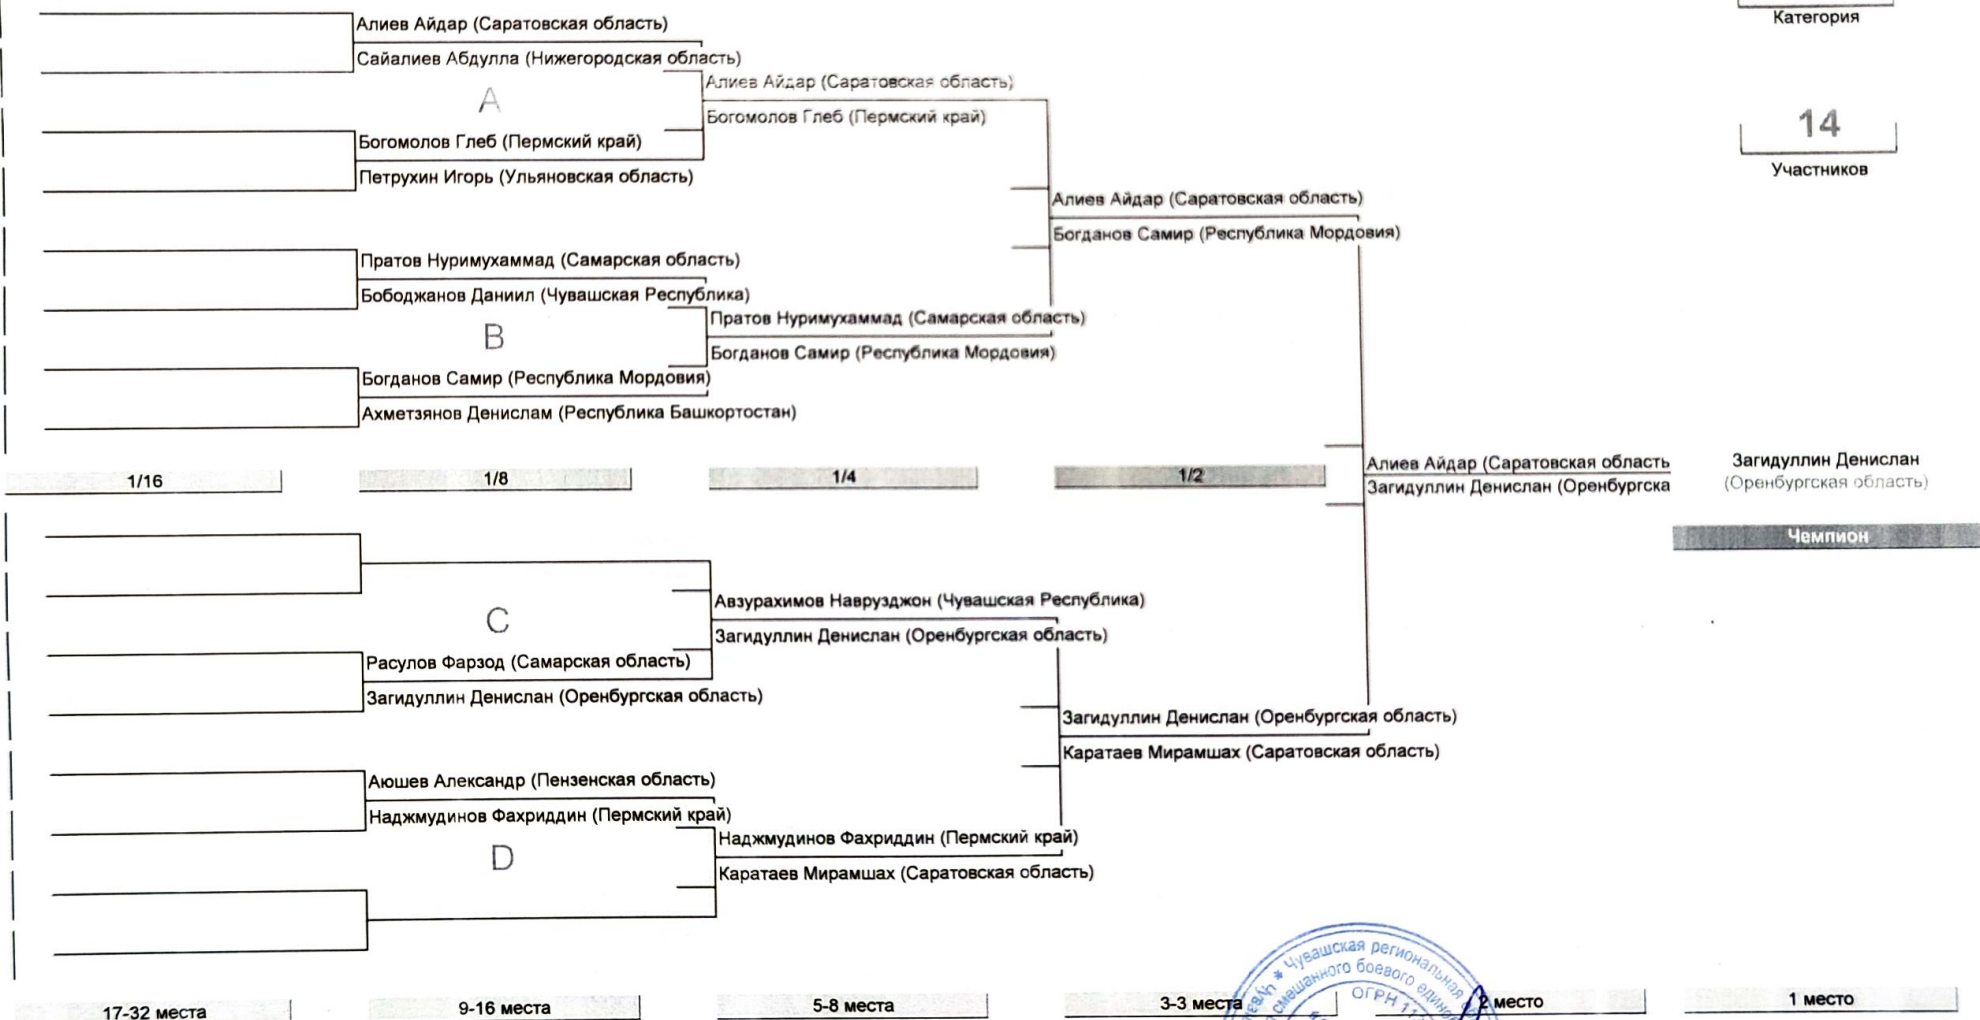 Категория
14
Участников
Алиев Айдар (Саратовская область)
Сайалиев Абдулла (Нижегородская область)
A
Богомолов Глеб (Пермский край)
Петрухин Игорь (Ульяновская область)
Пратов Нуримухаммад (Самарская область)
Бободжанов Даниил (Чувашская Республика)
B
Богданов Самир (Республика Мордовия)
Ахметзянов Денислам (Республика Башкортостан)
Алиев Айдар (Саратовская область)
Богомолов Глеб (Пермский край)
Пратов Нуримухаммад (Самарская область)
Богданов Самир (Республика Мордовия)
Алиев Айдар (Саратовская область)
Богданов Самир (Республика Мордовия)
1/16
1/8
1/4
1/2
Алиев Айдар (Саратовская область
Загидуллин Денислан (Оренбургска
Загидуллин Денислан
(Оренбургская область)
Чемпион
C
Расулов Фарзод (Самарская область)
Загидуллин Денислан (Оренбургская область)
Аюшев Александр (Пензенская область)
Наджмудинов Фахриддин (Пермский край)
D
Авзурахимов Наврузджон (Чувашская Республика)
Загидуллин Денислан (Оренбургская область)
Наджмудинов Фахриддин (Пермский край)
Каратаев Мирамшах (Саратовская область)
Загидуллин Денислан (Оренбургская область)
Каратаев Мирамшах (Саратовская область)
Чувашская региональная
смешанного боевого
ОГРН
17-32 места
9-16 места
5-8 места
3-3 места
2 место
1 место